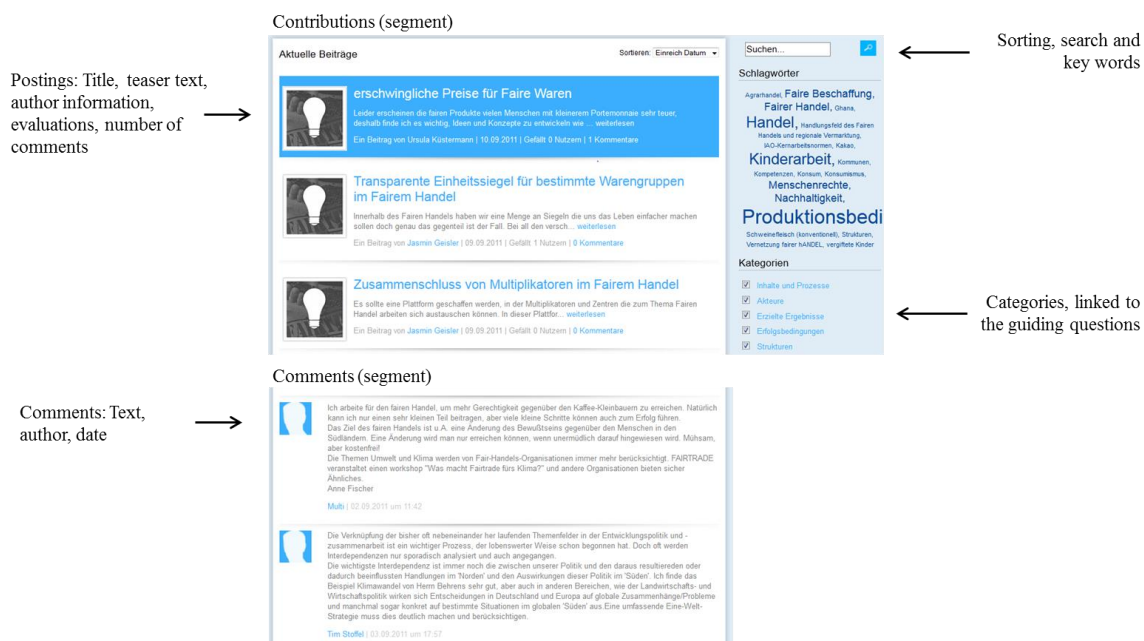 Contributions (segment)
Postings: Title, teaser text,
author information,
evaluations, number of
comments
Aktuelle Beiträge
Sortieren: Einreich Datum
erschwingliche Preise für Faire Waren
Leider erscheinen die fairen Produkte vielen Menschen mit kleinerem Portemonnaie sehr teuer,
deshalb finde ich es wichtig, Ideen und Konzepte zu entwickeln wie ... weiterlesen
Ein Beitrag von Ursula Küstermann | 10.09.2011 | Gefällt 0 Nutzern | 1 Kommentare
Transparente Einheitssiegel für bestimmte Warengruppen
im Fairem Handel
Innerhalb des Fairen Handels haben wir eine Menge an Siegeln die uns das Leben einfacher machen
sollen doch genau das gegenteil ist der Fall. Bei all den versch... weiterlesen
Ein Beitrag von Jasmin Geisler | 09.09.2011 | Gefällt 1 Nutzern | 0 Kommentare
Zusammenschluss von Multiplikatoren im Fairem Handel
Es sollte eine Plattform geschaffen werden, in der Multiplikatoren und Zentren die zum Thema Fairen
Handel arbeiten sich austauschen können. In dieser Plattfor... weiterlesen
Ein Beitrag von Jasmin Geisler | 09.09.2011 | Gefällt 0 Nutzern | 0 Kommentare
Suchen...
Schlagwörter
Agrarhandel, Faire Beschaffung,
Fairer Handel, Ghana,
Handel, Handlungsfeld des Fairen
Handels und regionale Vermarktung,
IAO-Kernarbeitsnormen, Kakao,
Kinderarbeit, Kommunen,
Kompetenzen, Konsum, Konsumismus,
Menschenrechte,
Nachhaltigkeit,
Produktionsbedi
Schweinefleisch (konventionell), Strukturen,
Vernetzung fairer hANDEL, vergiftete Kinder
Kategorien
Inhalte und Prozesse
Akteure
Erzielte Ergebnisse
Erfolgsbedingungen
Strukturen
Sorting, search and
key words
Categories, linked to
the guiding questions
Comments (segment)
Comments: Text,
author, date
Ich arbeite für den fairen Handel, um mehr Gerechtigkeit gegenüber den Kaffee-Kleinbauern zu erreichen. Natürlich
kann ich nur einen sehr kleinen Teil beitragen, aber viele kleine Schritte können auch zum Erfolg führen.
Das Ziel des fairen Handels ist u.A. eine Änderung des Bewußtseins gegenüber den Menschen in den
Südländern. Eine Änderung wird man nur erreichen können, wenn unermüdlich darauf hingewiesen wird. Mühsam,
aber kostenfrei!
Die Themen Umwelt und Klima werden von Fair-Handels-Organisationen immer mehr berücksichtigt. FAIRTRADE
veranstaltet einen workshop "Was macht Fairtrade fürs Klima?" und andere Organisationen bieten sicher
Ähnliches.
Anne Fischer
Multi | 02.09.2011 um 11:42
Die Verknüpfung der bisher oft nebeneinander her laufenden Themenfelder in der Entwicklungspolitik und -
zusammenarbeit ist ein wichtiger Prozess, der lobenswerter Weise schon begonnen hat. Doch oft werden
Interdependenzen nur sporadisch analysiert und auch angegangen.
Die wichtigste Interdependenz ist immer noch die zwischen unserer Politik und den daraus resultiereden oder
dadurch beeinflussten Handlungen im 'Norden' und den Auswirkungen dieser Politik im 'Süden'. Ich finde das
Beispiel Klimawandel von Herrn Behrens sehr gut, aber auch in anderen Bereichen, wie der Landwirtschafts- und
Wirtschaftspolitik wirken sich Entscheidungen in Deutschland und Europa auf globale Zusammenhänge/Probleme
und manchmal sogar konkret auf bestimmte Situationen im globalen 'Süden' aus.Eine umfassende Eine-Welt-
Strategie muss dies deutlich machen und berücksichtigen.
Tim Stoffel | 03.09.2011 um 17:57